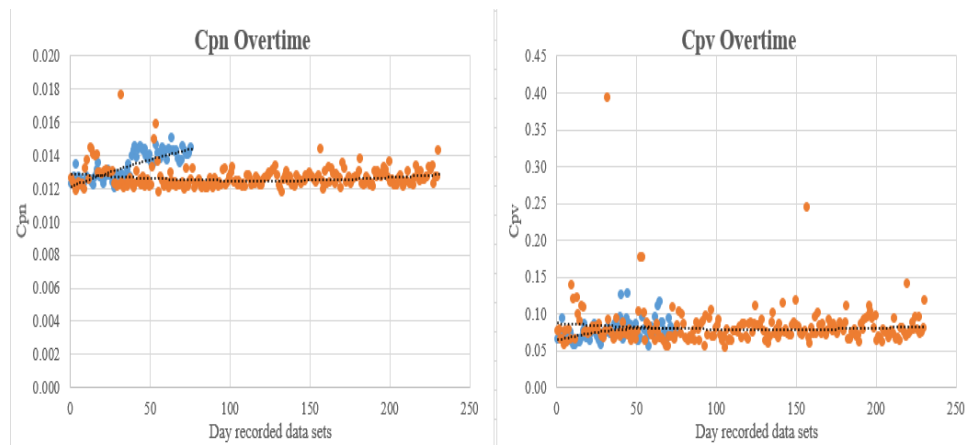 Cpn Overtime
0.020
0.018
0.016
0.014
0.012
0.010
0.008
0.006
0.004
0.002
0.000
Cpn
0 50 100 150 200 250
Day recorded data sets
Cpv Overtime
0.45
0.40
0.35
0.30
0.25
0.20
0.15
0.10
0.05
0.00
Cpv
0 50 100 150 200 250
Day recorded data sets